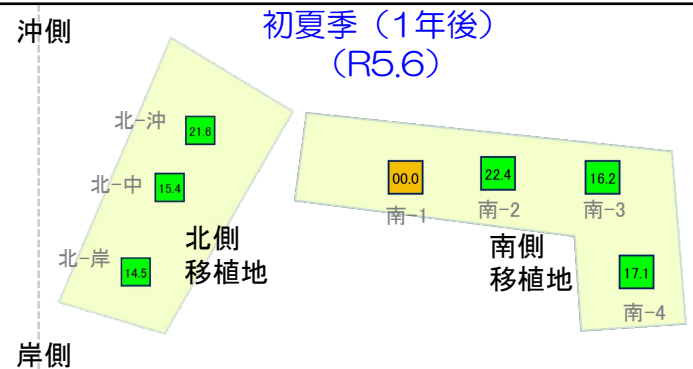 沖側
初夏季（1年後）
（R5.6）
北-沖
21.6
北-中
15.4
北-岸
14.5
北側
移植地
00.0
南-1
22.4
南-2
16.2
南-3
南側
移植地
17.1
南-4
岸側